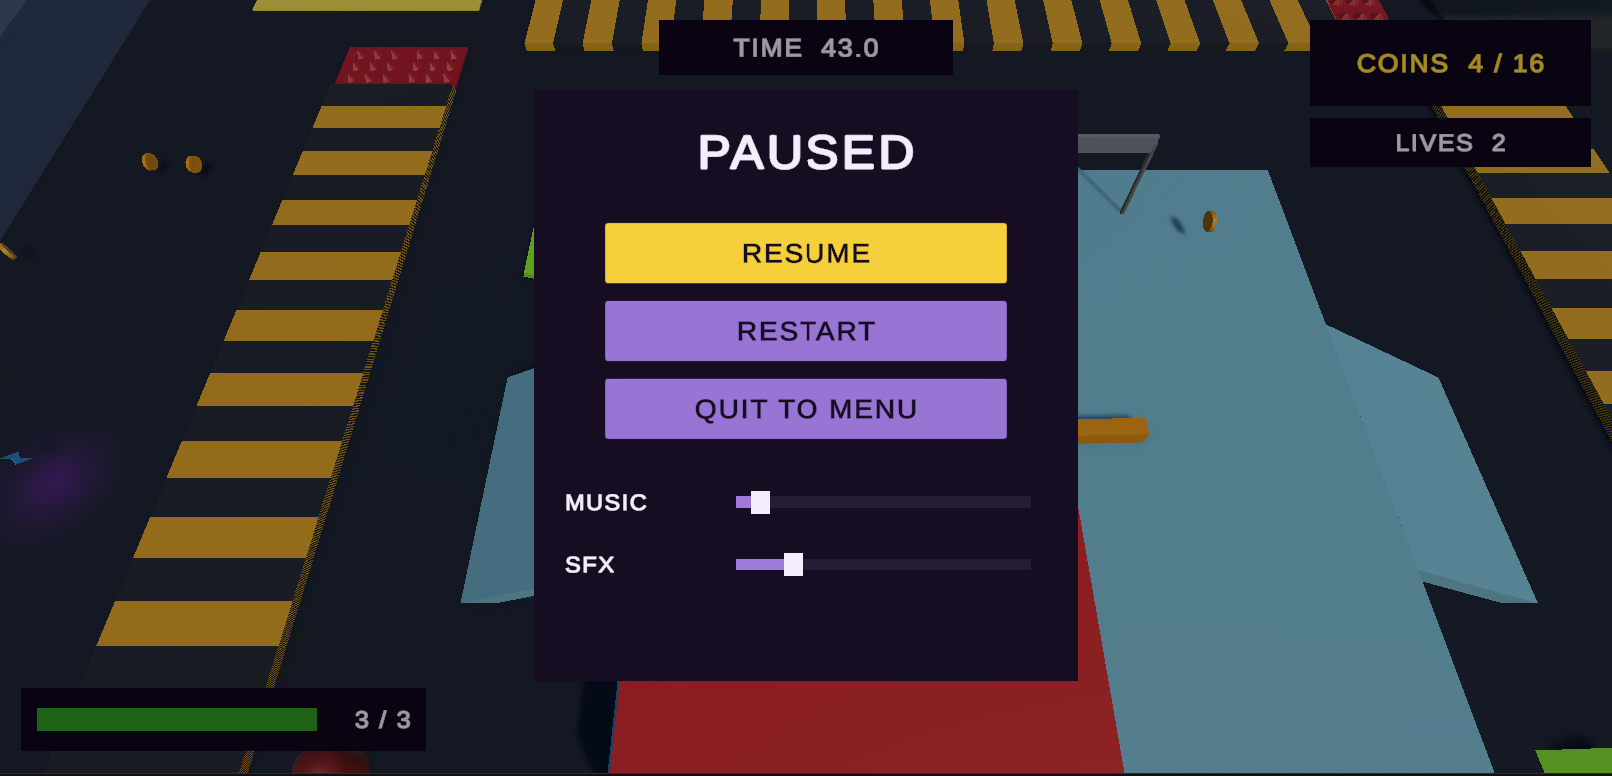 TIME 43.0
COINS 4 / 16
LIVES 2
PAUSED
RESUME
RESTART
QUIT TO MENU
MUSIC
SFX
3 / 3